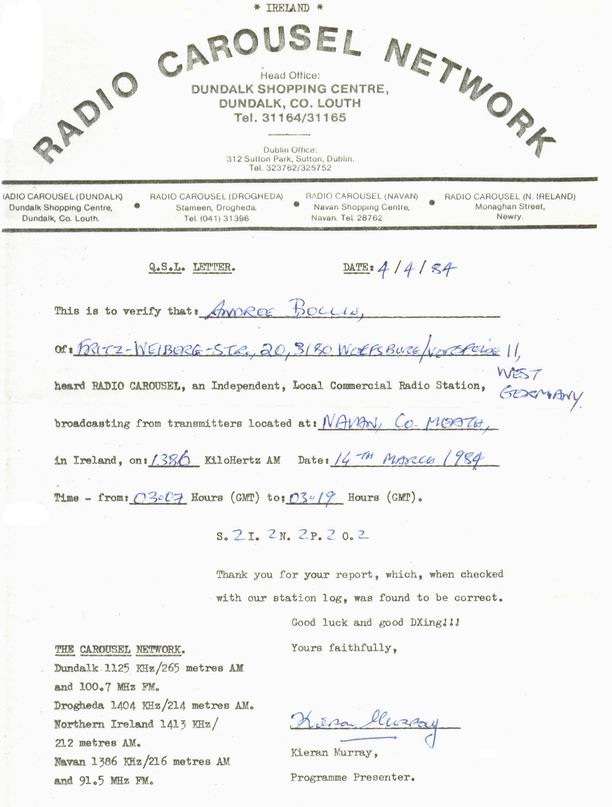 * IRELAND *
RADIO CAROUSEL NETWORK
Head Office:
DUNDALK SHOPPING CENTRE,
DUNDALK, CO. LOUTH
Tel. 31164/31165
Dublin Office:
312 Sutton Park, Sutton, Dublin.
Tel. 323762/325752
RADIO CAROUSEL (DUNDALK)
Dundalk Shopping Centre,
Dundalk, Co. Louth.
RADIO CAROUSEL (DROGHEDA)
Stameen, Drogheda.
Tel (041) 31396
RADIO CAROUSEL (NAVAN)
Navan Shopping Centre,
Navan. Tel. 28762
RADIO CAROUSEL (N. IRELAND)
Monaghan Street,
Newry.
Q.S.L. LETTER. DATE: 4/4/84
This is to verify that: ANDREE BOLLIN,
Of: FRITZ-WEIBERG-STR., 20, 3180 WOLFSBURG/VORSFELDE 11,
WEST
GERMANY.
heard RADIO CAROUSEL, an Independent, Local Commercial Radio Station,
broadcasting from transmitters located at: NAVAN, CO. MEATH,
in Ireland, on: 1386 KiloHertz AM Date: 14TH MARCH 1984
Time - from: 03.07 Hours (GMT) to: 03.19 Hours (GMT).
S. 2 I. 2 N. 2 P. 2 O. 2
Thank you for your report, which, when checked
with our station log, was found to be correct.
Good luck and good DXing!!!
Yours faithfully,
THE CAROUSEL NETWORK.
Dundalk 1125 KHz/265 metres AM
and 100.7 MHz FM.
Drogheda 1404 KHz/214 metres AM.
Northern Ireland 1413 KHz/
212 metres AM.
Navan 1386 KHz/216 metres AM
and 91.5 MHz FM.
Kieran Murray
Kieran Murray,
Programme Presenter.